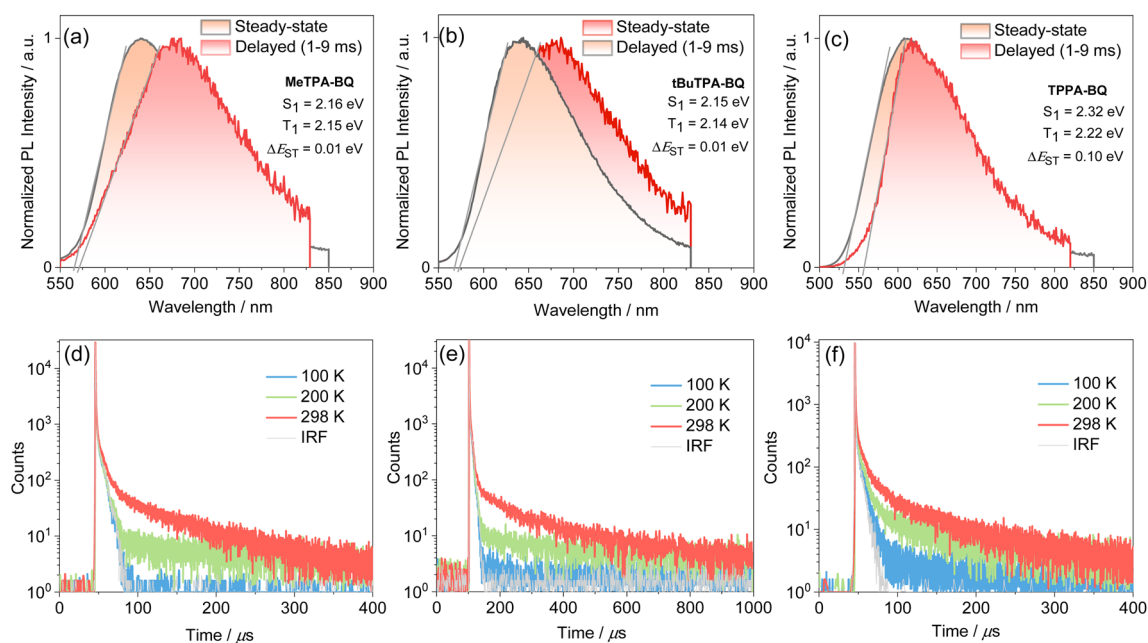 (a)
Steady-state
Delayed (1-9 ms)
MeTPA-BQ
S1 = 2.16 eV
T1 = 2.15 eV
ΔEST = 0.01 eV
1
0
Normalized PL Intensity / a.u.
550 600 650 700 750 800 850 900
Wavelength / nm
(b)
Steady-state
Delayed (1-9 ms)
tBuTPA-BQ
S1 = 2.15 eV
T1 = 2.14 eV
ΔEST = 0.01 eV
1
0
Normalized PL Intensity / a.u.
550 600 650 700 750 800 850 900
Wavelength / nm
(c)
Steady-state
Delayed (1-9 ms)
TPPA-BQ
S1 = 2.32 eV
T1 = 2.22 eV
ΔEST = 0.10 eV
1
0
Normalized PL Intensity / a.u.
500 550 600 650 700 750 800 850 900
Wavelength / nm
(d)
100 K
200 K
298 K
IRF
10^4
10^3
10^2
10^1
10^0
Counts
0 100 200 300 400
Time / μs
(e)
100 K
200 K
298 K
IRF
10^4
10^3
10^2
10^1
10^0
Counts
0 200 400 600 800 1000
Time / μs
(f)
100 K
200 K
298 K
IRF
10^4
10^3
10^2
10^1
10^0
Counts
0 100 200 300 400
Time / μs